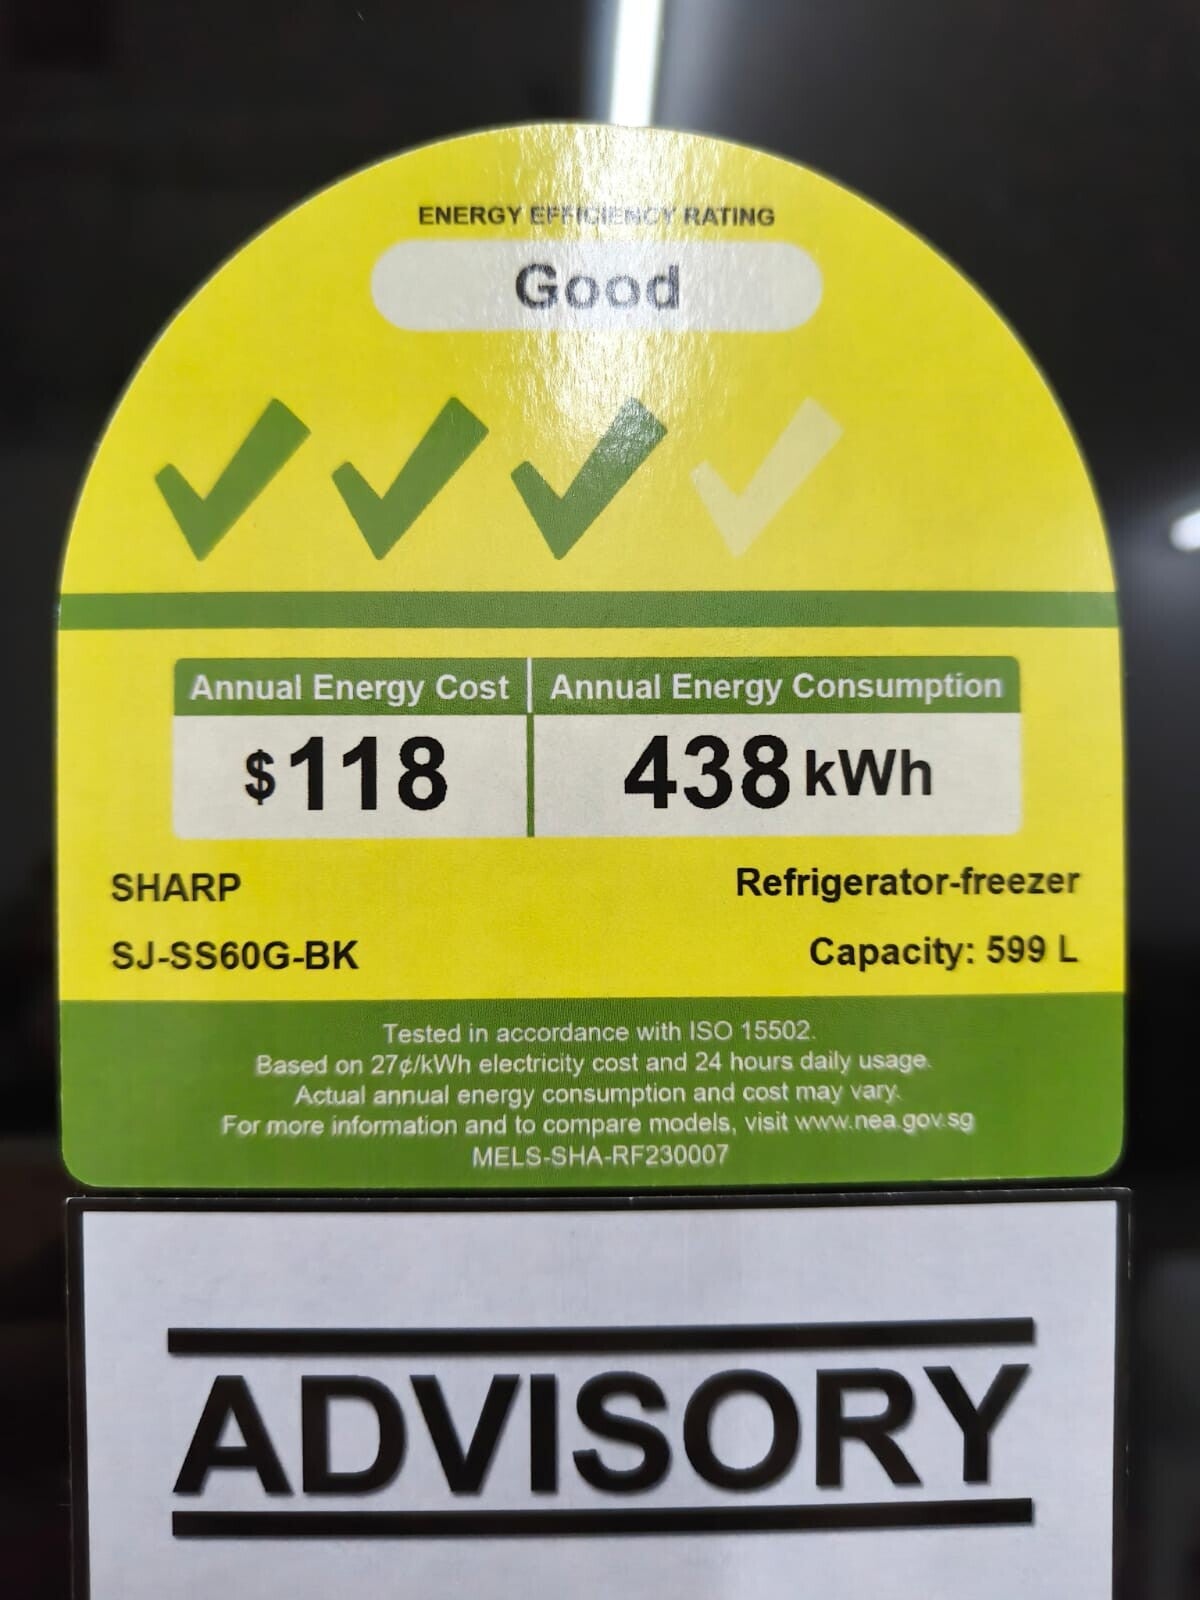 ENERGY EFFICIENCY RATING
Good
Annual Energy Cost Annual Energy Consumption
$118 438 kWh
SHARP Refrigerator-freezer
SJ-SS60G-BK Capacity: 599 L
Tested in accordance with ISO 15502.
Based on 27¢/kWh electricity cost and 24 hours daily usage.
Actual annual energy consumption and cost may vary.
For more information and to compare models, visit www.nea.gov.sg
MELS-SHA-RF230007
ADVISORY